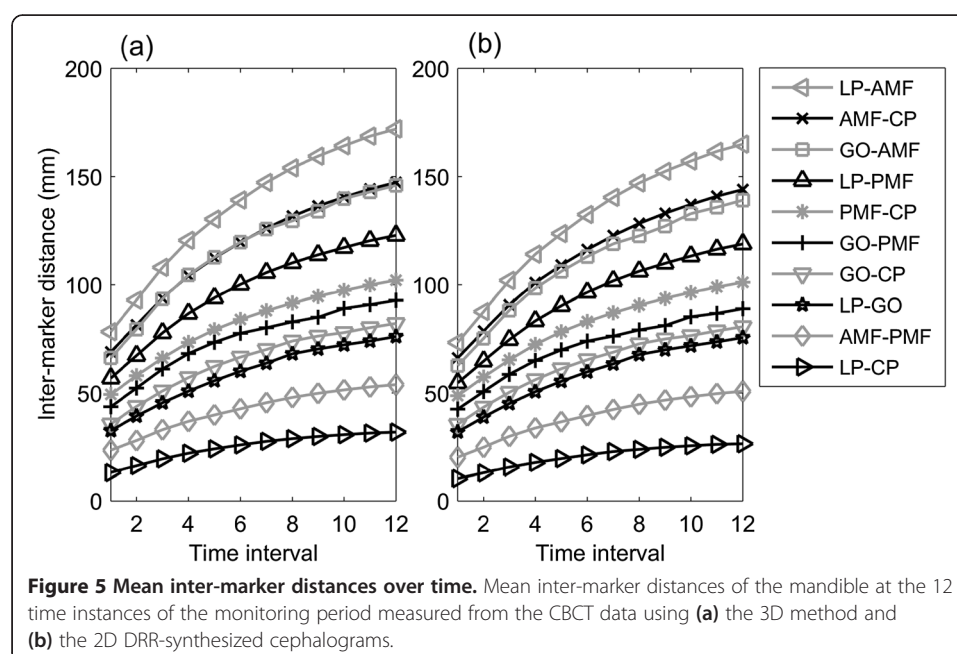 (a)
(b)
200
150
100
50
0
2 4 6 8 10 12
Time interval
Inter-marker distance (mm)
200
150
100
50
0
2 4 6 8 10 12
Time interval
LP-AMF
AMF-CP
GO-AMF
LP-PMF
PMF-CP
GO-PMF
GO-CP
LP-GO
AMF-PMF
LP-CP
Figure 5 Mean inter-marker distances over time. Mean inter-marker distances of the mandible at the 12
time instances of the monitoring period measured from the CBCT data using (a) the 3D method and
(b) the 2D DRR-synthesized cephalograms.